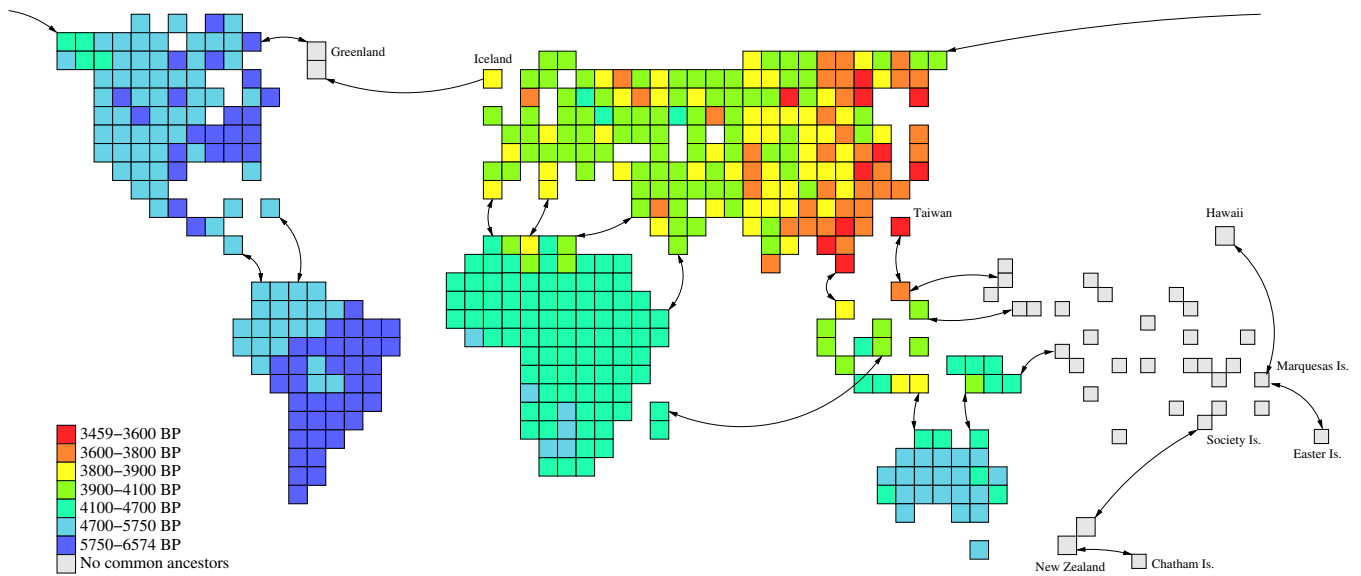 Greenland
Iceland
Taiwan
Hawaii
Marquesas Is.
Society Is.
Easter Is.
New Zealand
Chatham Is.
3459–3600 BP
3600–3800 BP
3800–3900 BP
3900–4100 BP
4100–4700 BP
4700–5750 BP
5750–6574 BP
No common ancestors